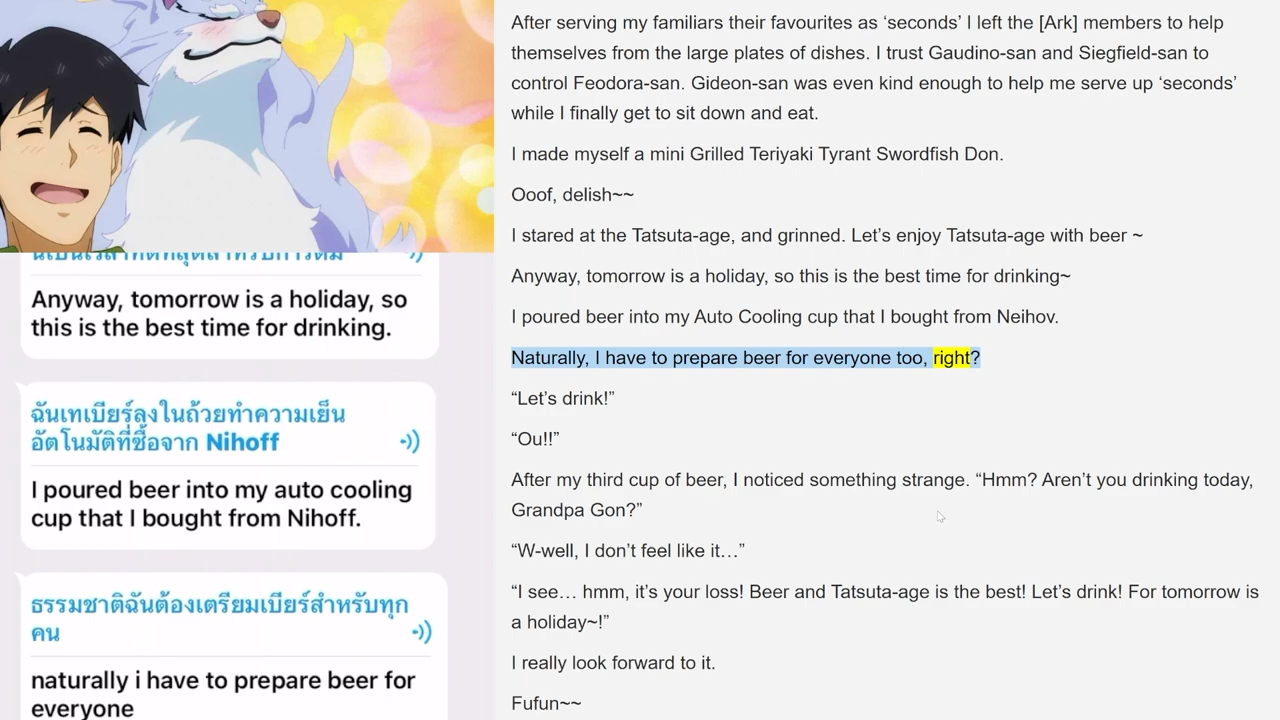 Anyway, tomorrow is a holiday, so
this is the best time for drinking.
ฉันเทเบียร์ลงในถ้วยทำความเย็น
อัตโนมัติที่ซื้อจาก Nihoff
I poured beer into my auto cooling
cup that I bought from Nihoff.
ธรรมชาติฉันต้องเตรียมเบียร์สำหรับทุก
คน
naturally i have to prepare beer for
everyone
After serving my familiars their favourites as ‘seconds’ I left the [Ark] members to help
themselves from the large plates of dishes. I trust Gaudino-san and Siegfield-san to
control Feodora-san. Gideon-san was even kind enough to help me serve up ‘seconds’
while I finally get to sit down and eat.
I made myself a mini Grilled Teriyaki Tyrant Swordfish Don.
Ooof, delish~~
I stared at the Tatsuta-age, and grinned. Let’s enjoy Tatsuta-age with beer ~
Anyway, tomorrow is a holiday, so this is the best time for drinking~
I poured beer into my Auto Cooling cup that I bought from Neihov.
Naturally, I have to prepare beer for everyone too, right?
“Let’s drink!”
“Ou!!”
After my third cup of beer, I noticed something strange. “Hmm? Aren’t you drinking today,
Grandpa Gon?”
“W-well, I don’t feel like it…”
“I see… hmm, it’s your loss! Beer and Tatsuta-age is the best! Let’s drink! For tomorrow is
a holiday~!”
I really look forward to it.
Fufun~~